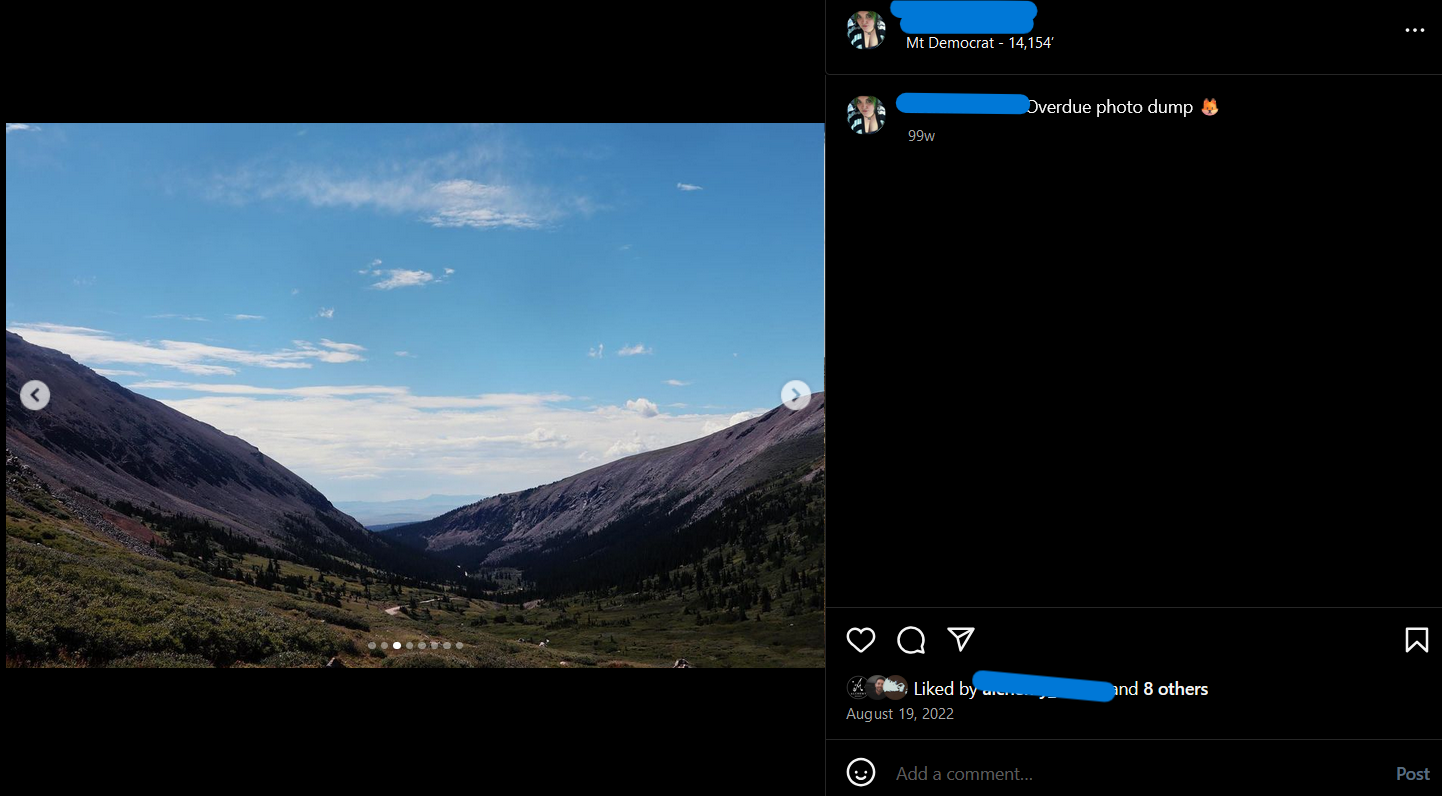 Mt Democrat - 14,154'
Overdue photo dump 🦊
99w
Liked by and 8 others
August 19, 2022
Add a comment...
Post